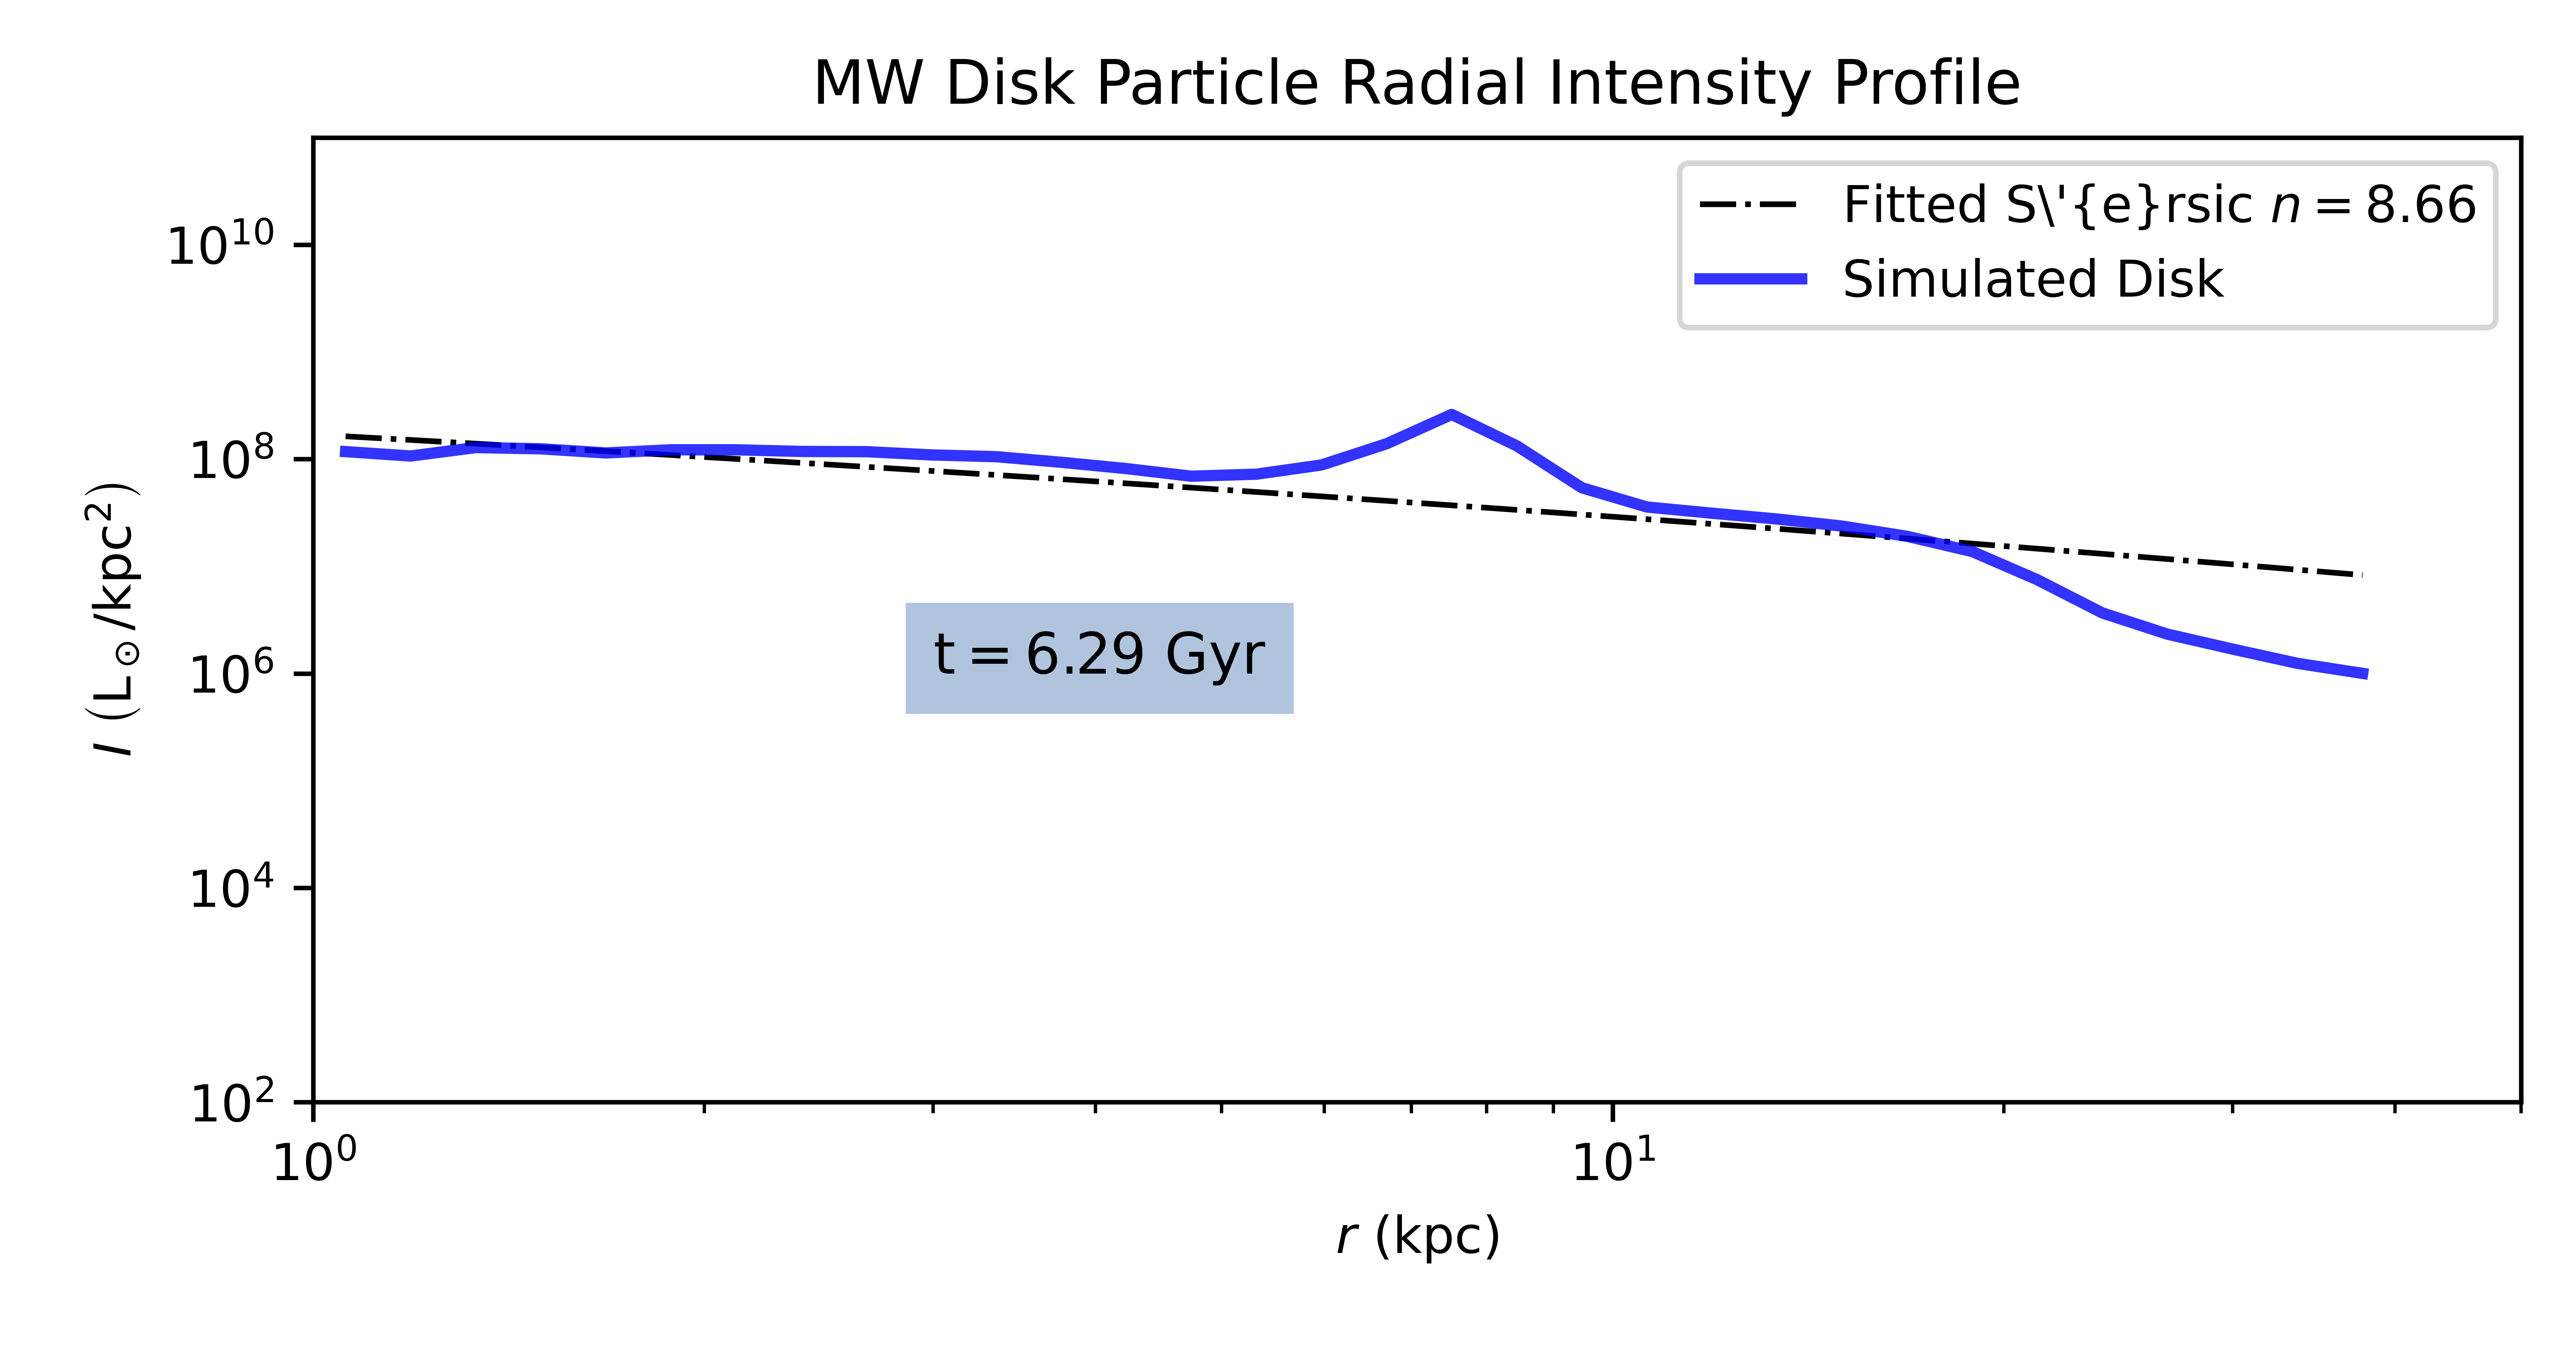 MW Disk Particle Radial Intensity Profile
Fitted S\'{e}rsic n = 8.66
Simulated Disk
10¹⁰
10⁸
10⁶
10⁴
10²
I (L⊙/kpc²)
t = 6.29 Gyr
10⁰
10¹
r (kpc)